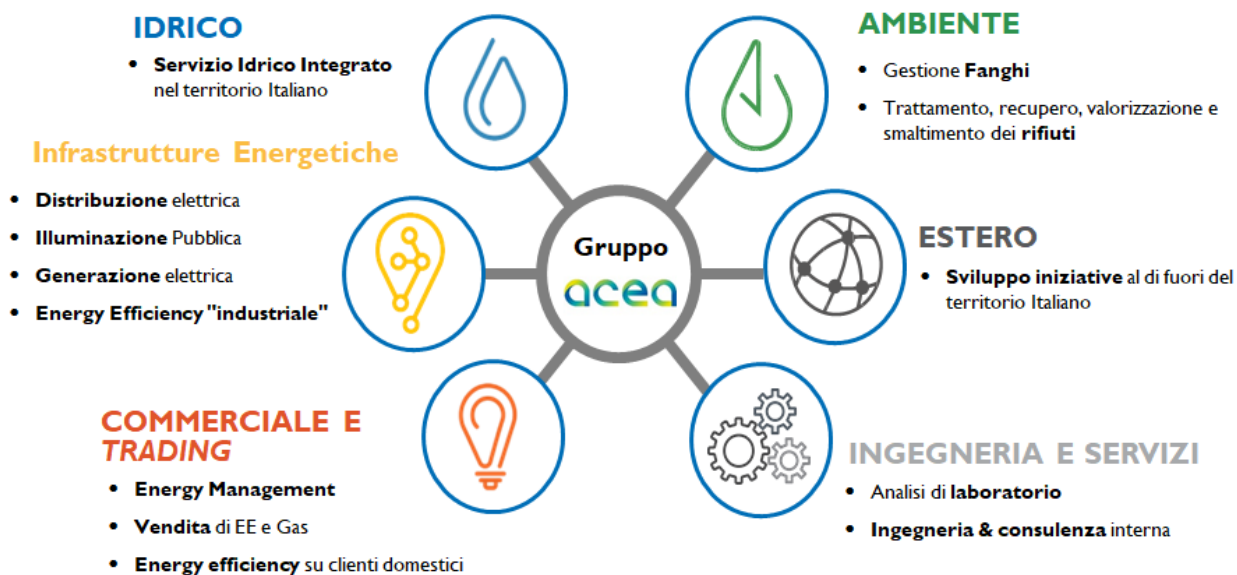 IDRICO
• Servizio Idrico Integrato
nel territorio Italiano
Infrastrutture Energetiche
• Distribuzione elettrica
• Illuminazione Pubblica
• Generazione elettrica
• Energy Efficiency "industriale"
COMMERCIALE E
TRADING
• Energy Management
• Vendita di EE e Gas
• Energy efficiency su clienti domestici
Gruppo
acea
AMBIENTE
• Gestione Fanghi
• Trattamento, recupero, valorizzazione e
smaltimento dei rifiuti
ESTERO
• Sviluppo iniziative al di fuori del
territorio Italiano
INGEGNERIA E SERVIZI
• Analisi di laboratorio
• Ingegneria & consulenza interna